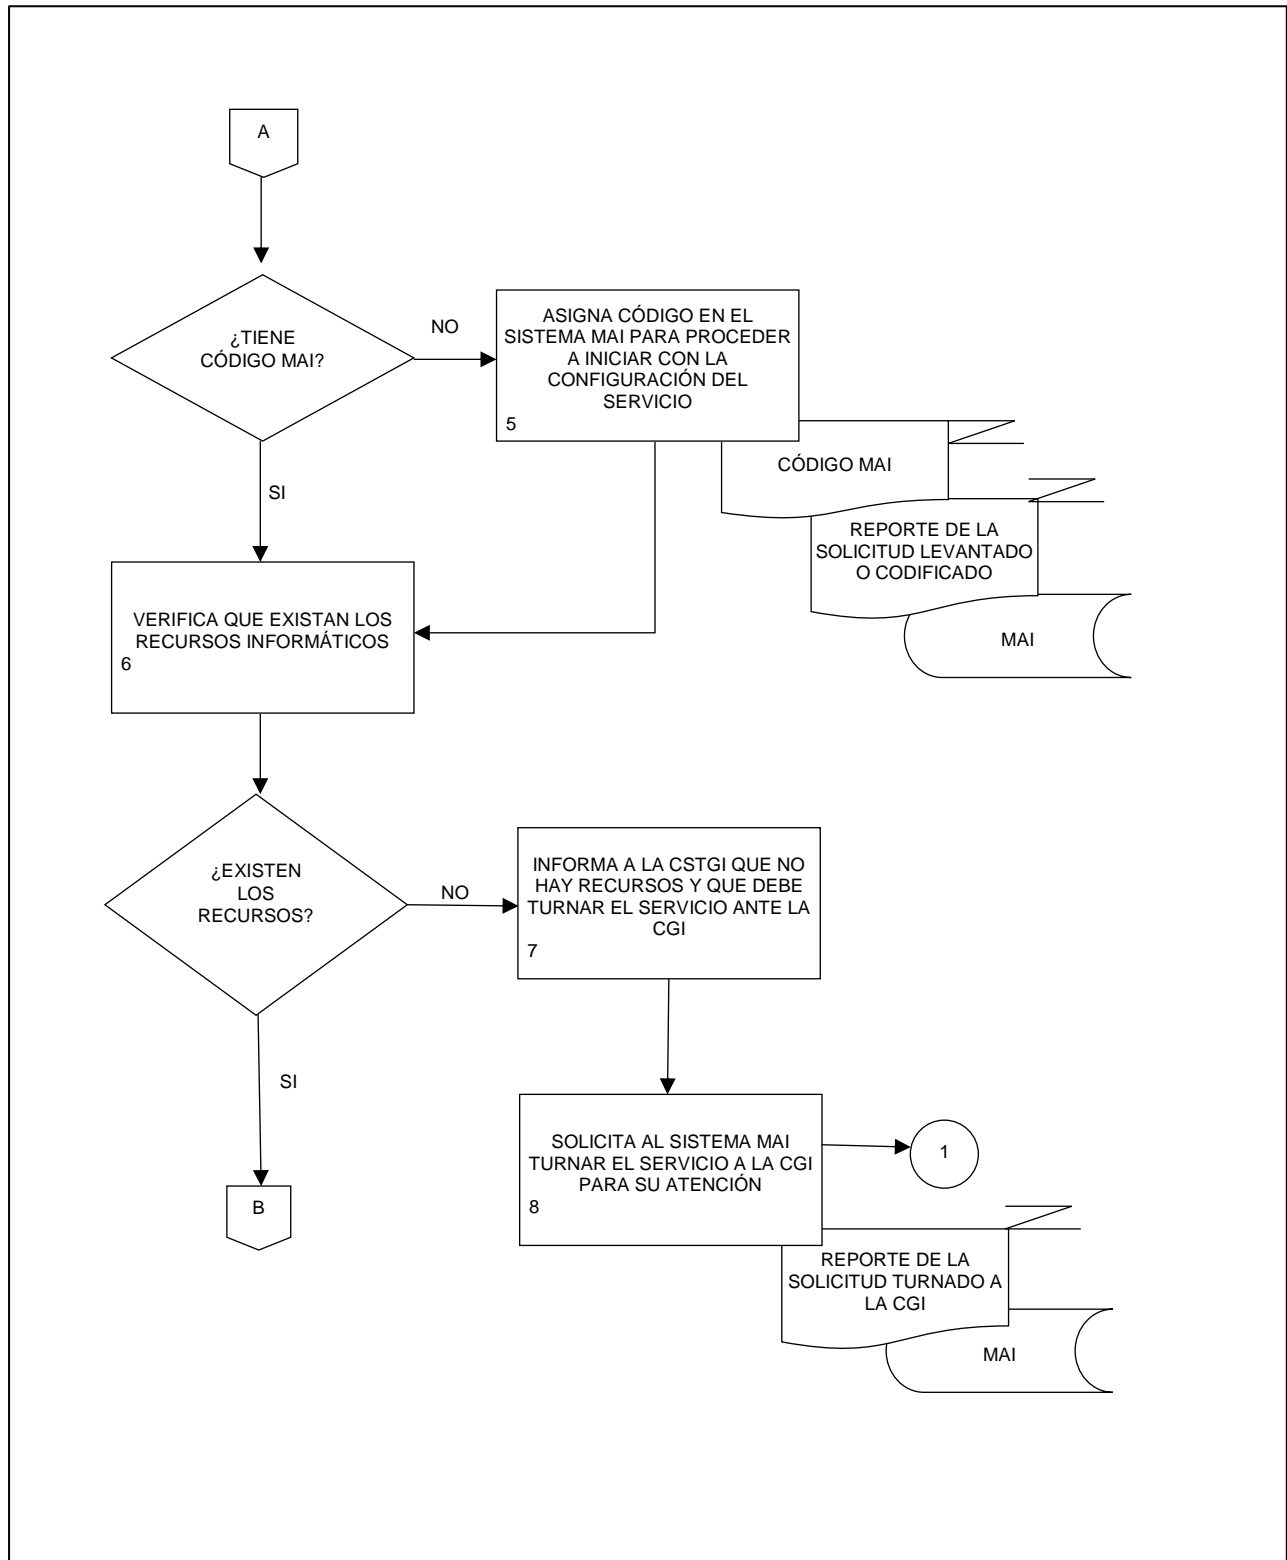 A
¿TIENE
CÓDIGO MAI?
NO
ASIGNA CÓDIGO EN EL
SISTEMA MAI PARA PROCEDER
A INICIAR CON LA
CONFIGURACIÓN DEL
SERVICIO
5
CÓDIGO MAI
REPORTE DE LA
SOLICITUD LEVANTADO
O CODIFICADO
MAI
SI
VERIFICA QUE EXISTAN LOS
RECURSOS INFORMÁTICOS
6
¿EXISTEN
LOS
RECURSOS?
NO
INFORMA A LA CSTGI QUE NO
HAY RECURSOS Y QUE DEBE
TURNAR EL SERVICIO ANTE LA
CGI
7
SI
SOLICITA AL SISTEMA MAI
TURNAR EL SERVICIO A LA CGI
PARA SU ATENCIÓN
8
1
B
REPORTE DE LA
SOLICITUD TURNADO A
LA CGI
MAI